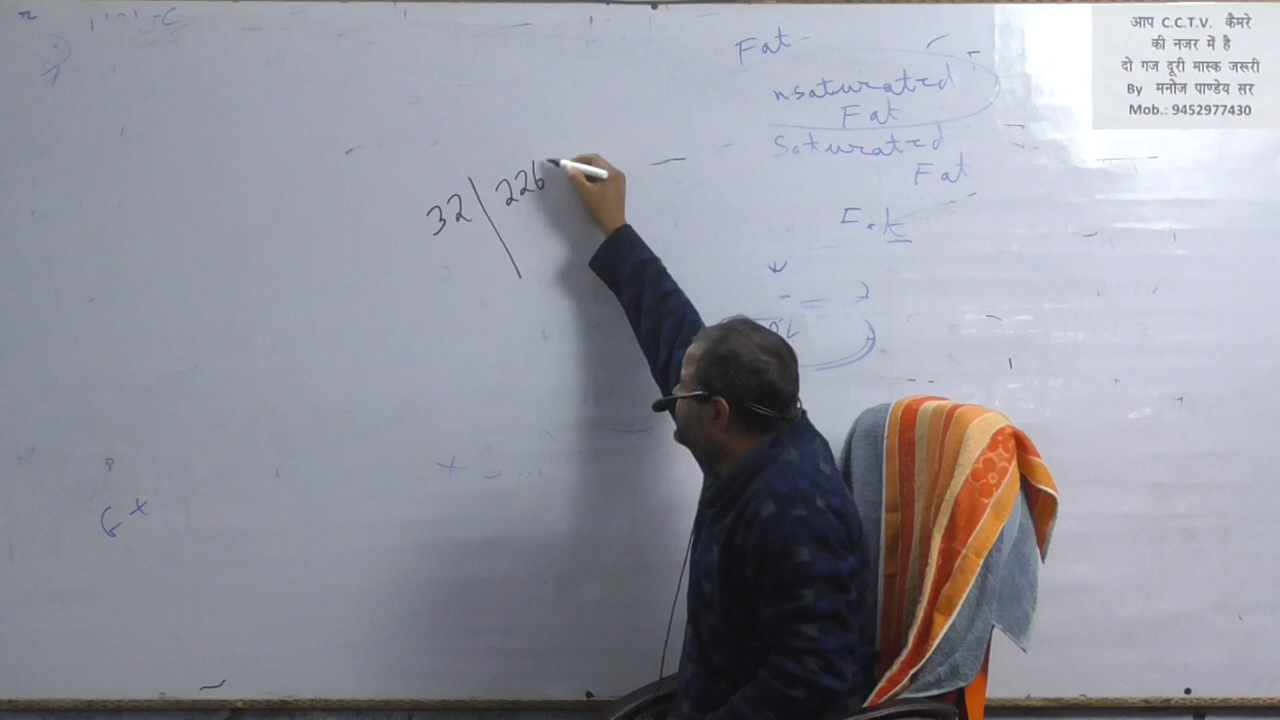 Fat
nsaturated
Fat
Saturated
Fat
32 | 226
आप C.C.T.V. कैमरे
की नजर में है
दो गज दूरी मास्क जरूरी
By मनोज पाण्डेय सर
Mob.: 9452977430